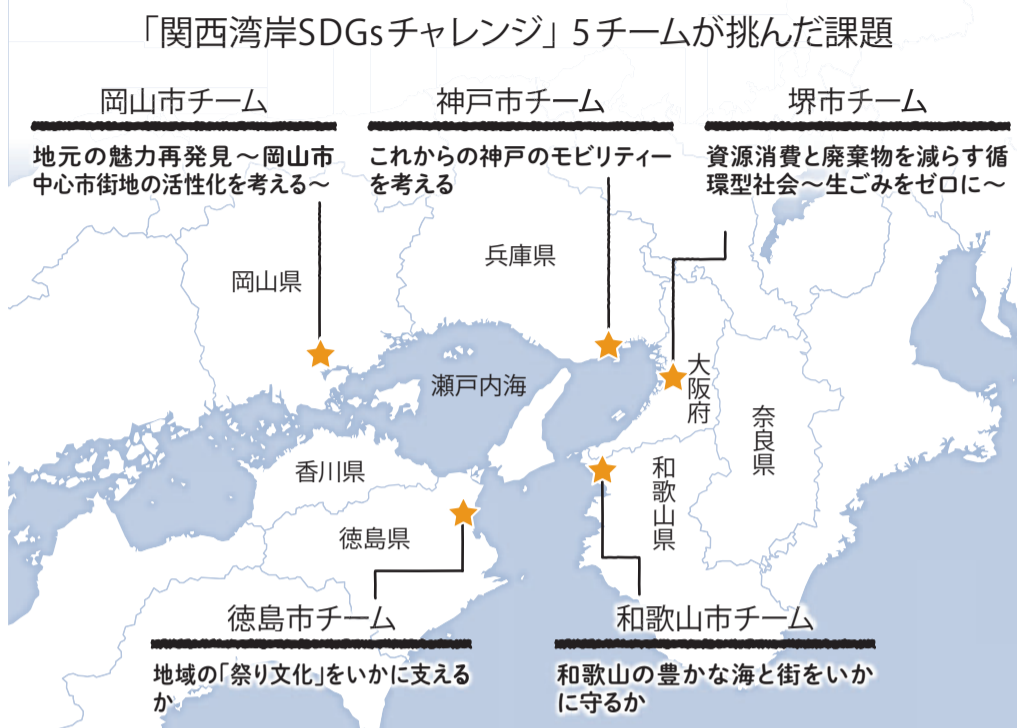 「関西湾岸SDGsチャレンジ」5チームが挑んだ課題
岡山市チーム
地元の魅力再発見～岡山市
中心市街地の活性化を考える～
神戸市チーム
これからの神戸のモビリティー
を考える
堺市チーム
資源消費と廃棄物を減らす循
環型社会～生ごみをゼロに～
兵庫県
岡山県
瀬戸内海
大阪府
奈良県
香川県
和歌山県
徳島県
徳島市チーム
地域の「祭り文化」をいかに支える
か
和歌山市チーム
和歌山の豊かな海と街をいか
に守るか